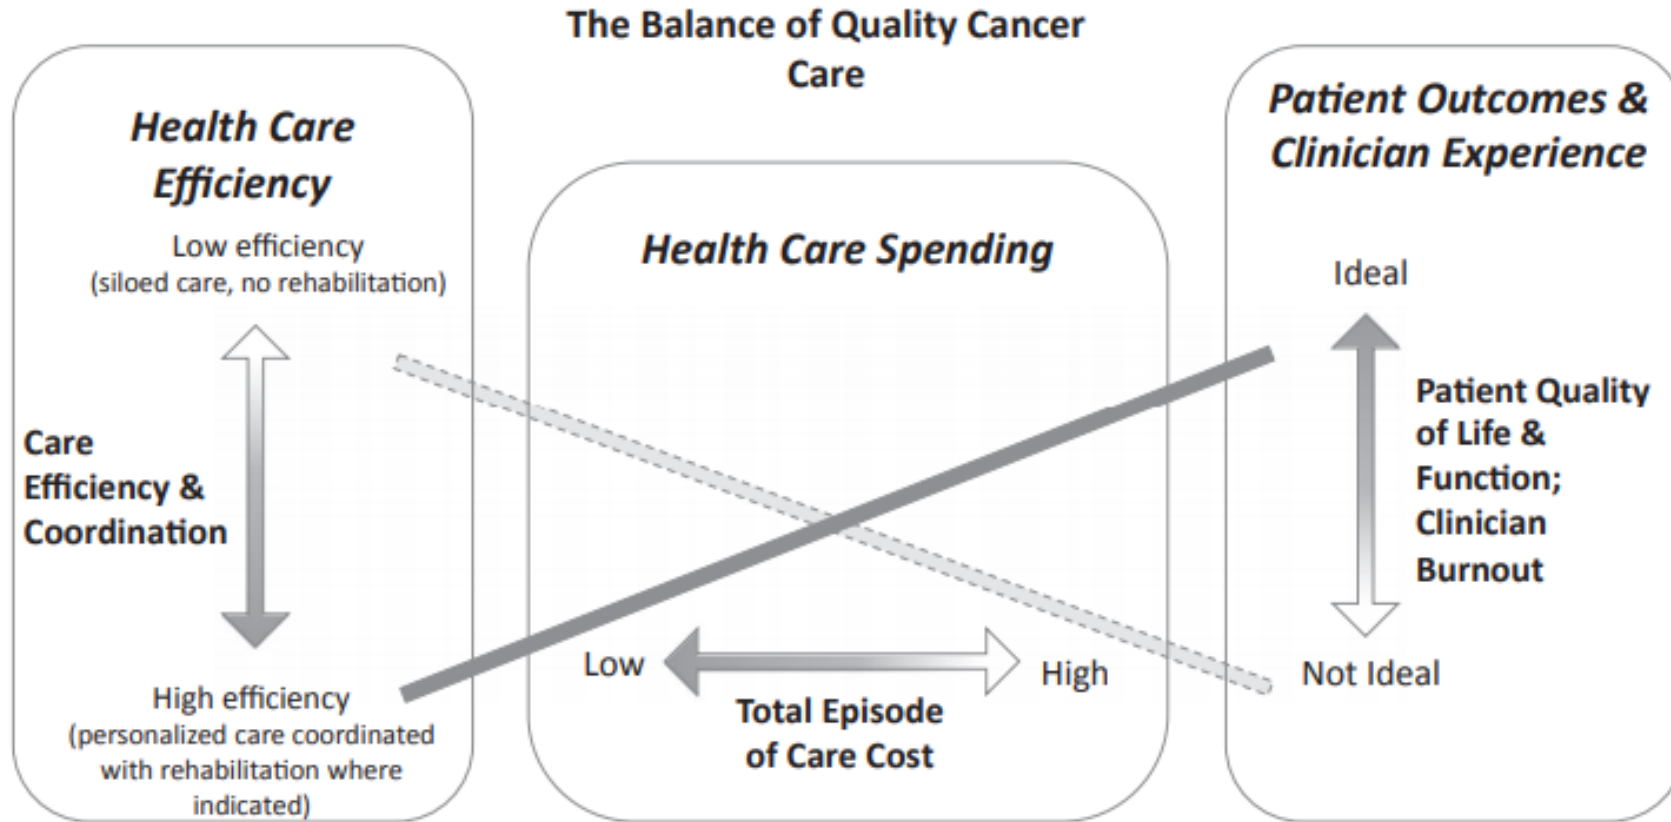 The Balance of Quality Cancer
Care
Health Care
Efficiency
Low efficiency
(siloed care, no rehabilitation)
Care
Efficiency &
Coordination
High efficiency
(personalized care coordinated
with rehabilitation where
indicated)
Health Care Spending
Low
High
Total Episode
of Care Cost
Patient Outcomes &
Clinician Experience
Ideal
Patient Quality
of Life &
Function;
Clinician
Burnout
Not Ideal